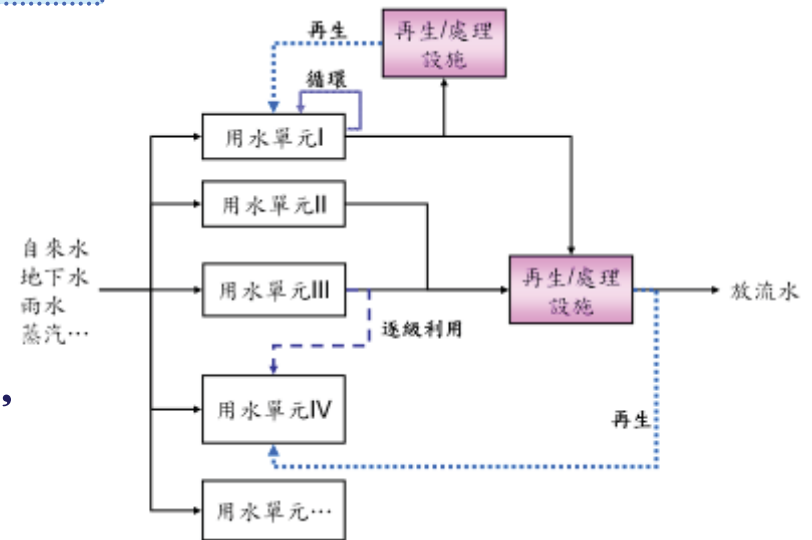 再生
再生/處理
設施
循環
用水單元I
用水單元II
自來水
地下水
雨水
蒸汽…
用水單元III
再生/處理
設施
放流水
逐級利用
,
用水單元IV
再生
用水單元…